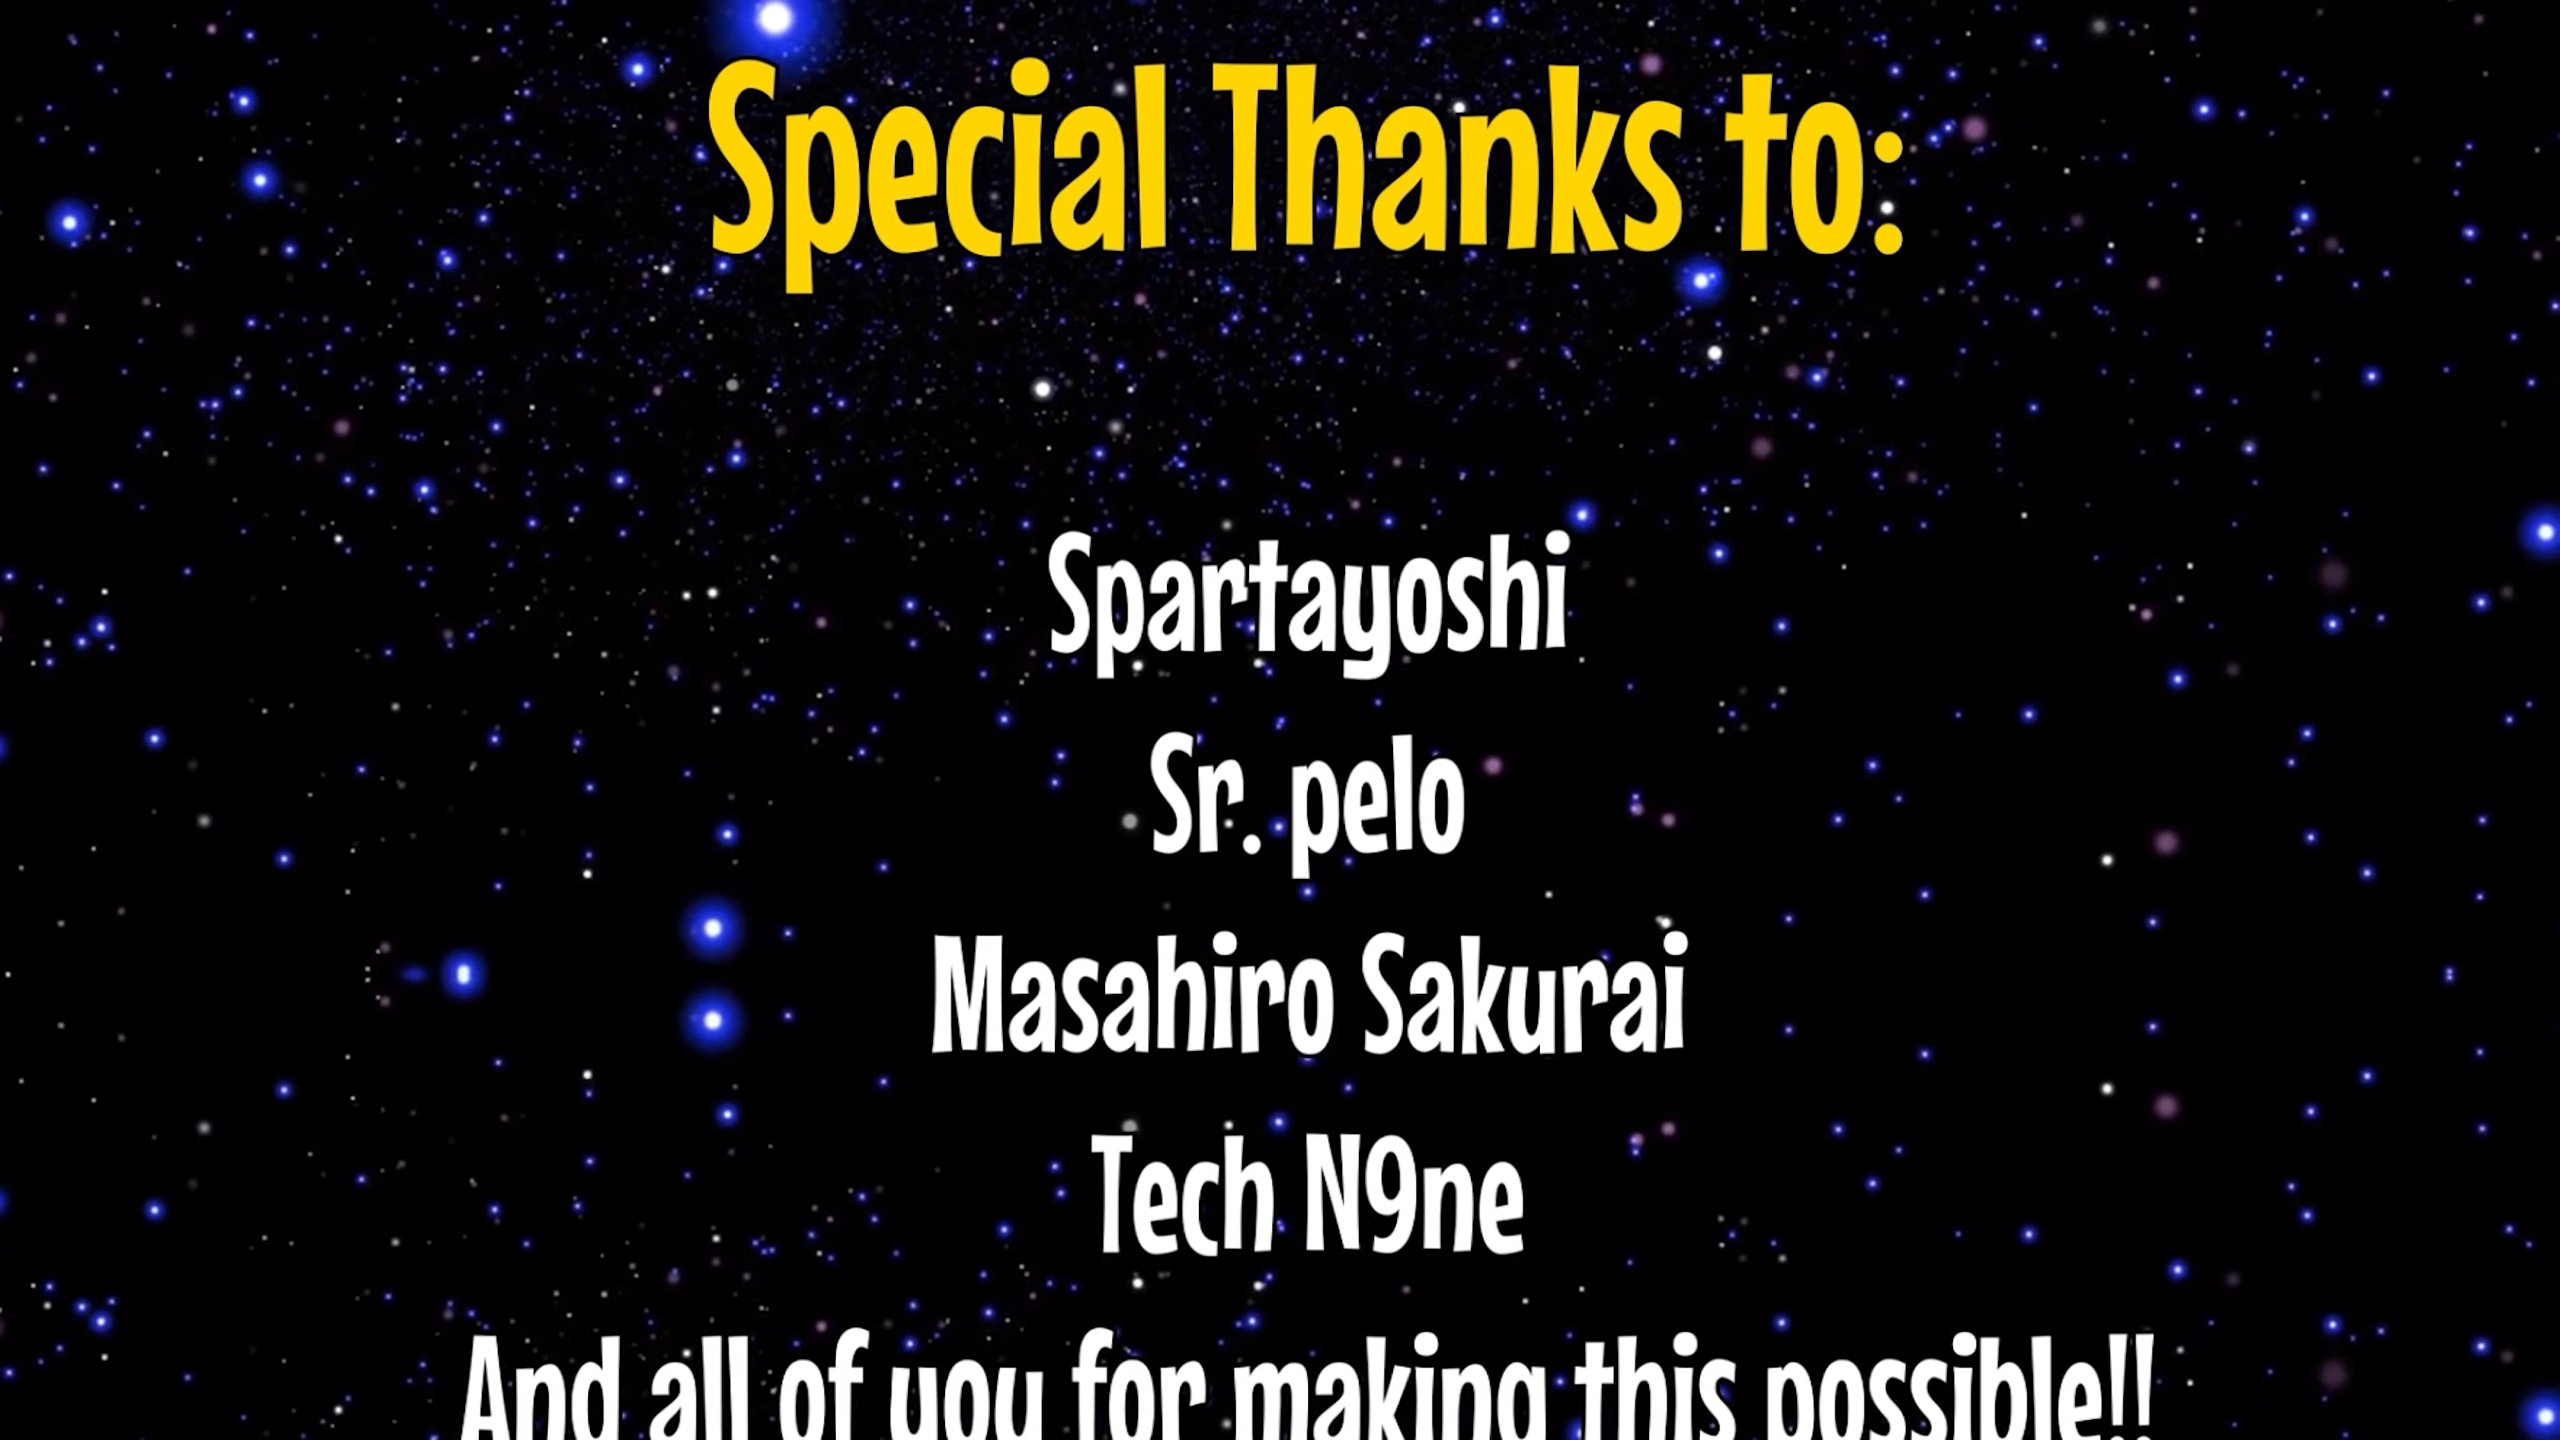 Special Thanks to:
Spartayoshi
Sr. pelo
Masahiro Sakurai
Tech N9ne
And all of you for making this possible!!